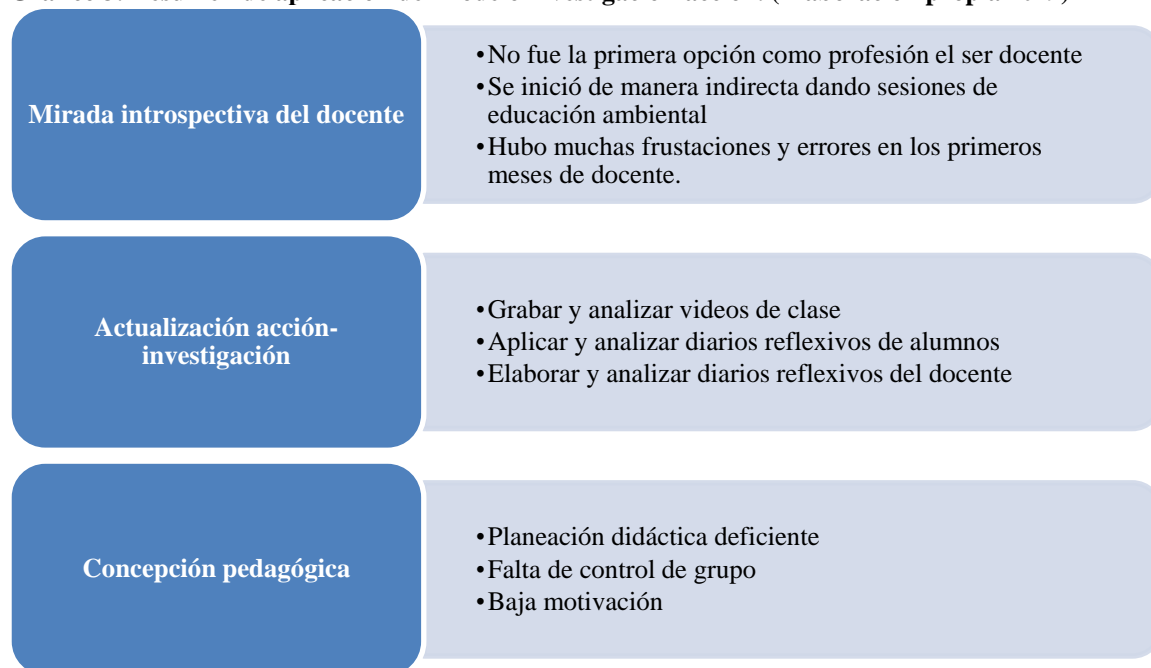 Mirada introspectiva del docente
•No fue la primera opción como profesión el ser docente
•Se inició de manera indirecta dando sesiones de
educación ambiental
•Hubo muchas frustaciones y errores en los primeros
meses de docente.
Actualización acción-
investigación
•Grabar y analizar videos de clase
•Aplicar y analizar diarios reflexivos de alumnos
•Elaborar y analizar diarios reflexivos del docente
Concepción pedagógica
•Planeación didáctica deficiente
•Falta de control de grupo
•Baja motivación